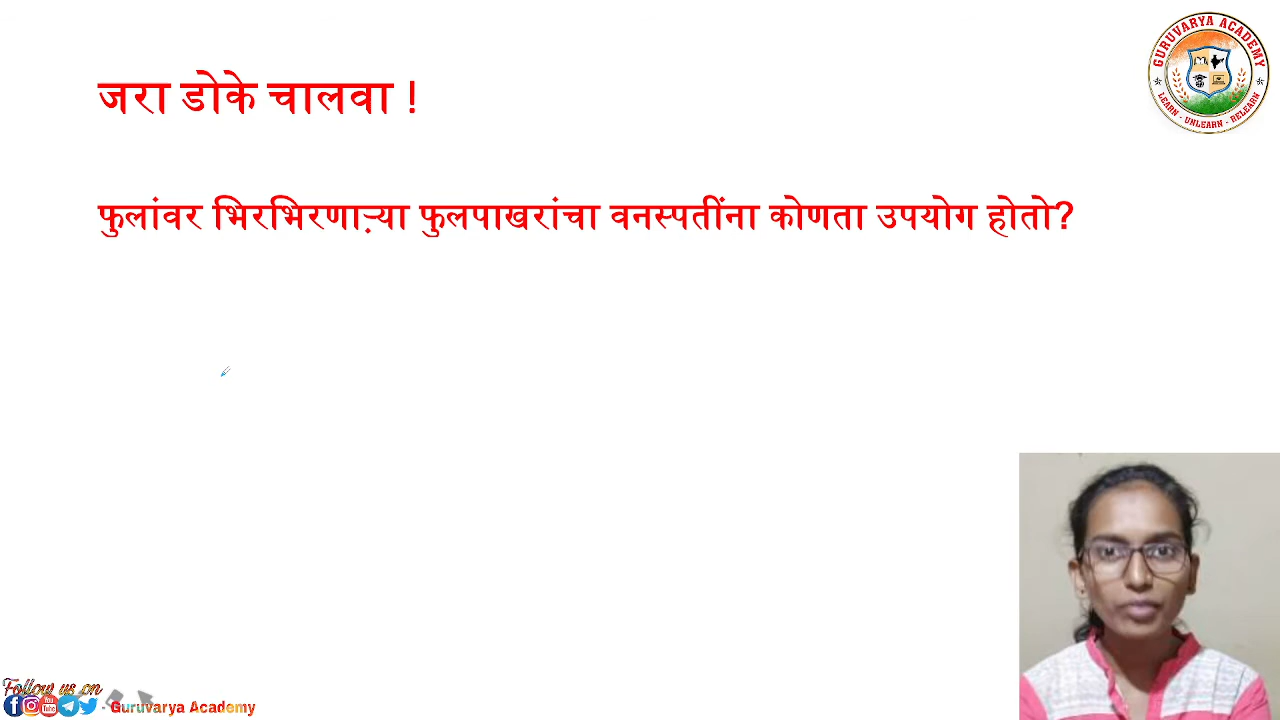 जरा डोके चालवा !
GURUVARYA ACADEMY
LEARN - UNLEARN - RELEARN
फुलांवर भिरभिरणाऱ्या फुलपाखरांचा वनस्पतींना कोणता उपयोग होतो?
Follow us on
- Guruvarya Academy